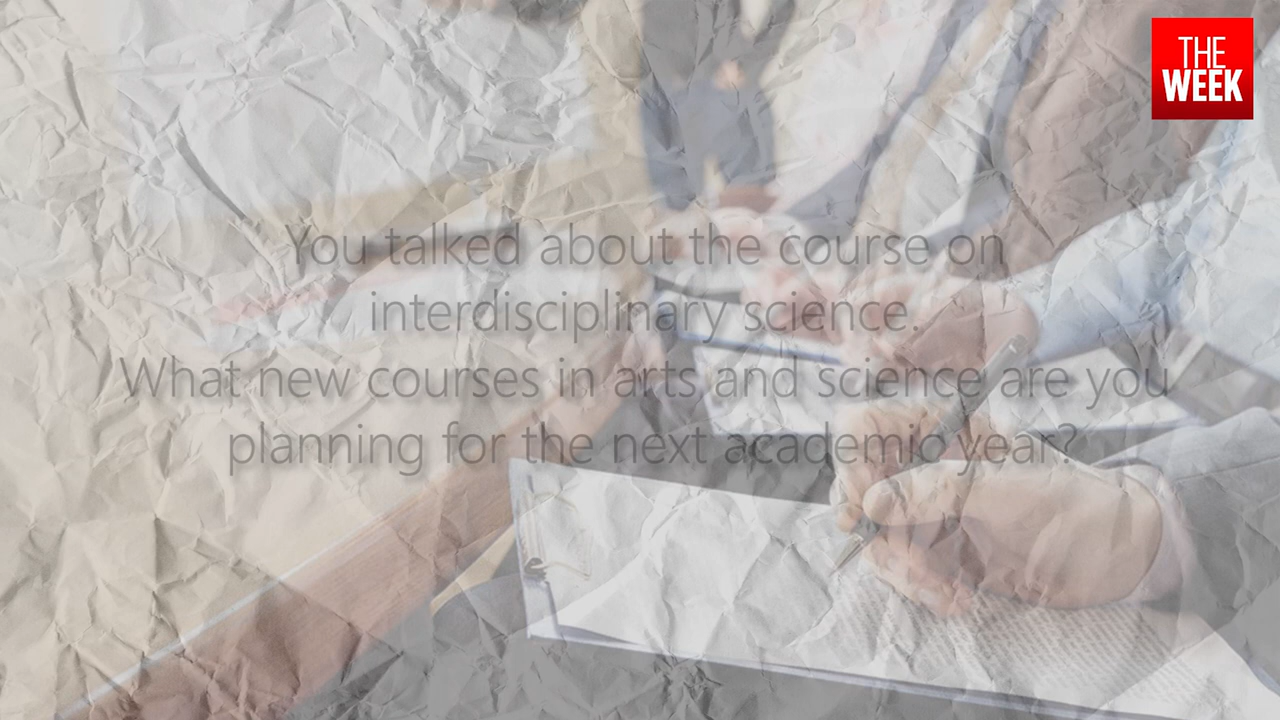 THE
WEEK
You talked about the course on
interdisciplinary science.
What new courses in arts and science are you
planning for the next academic year?